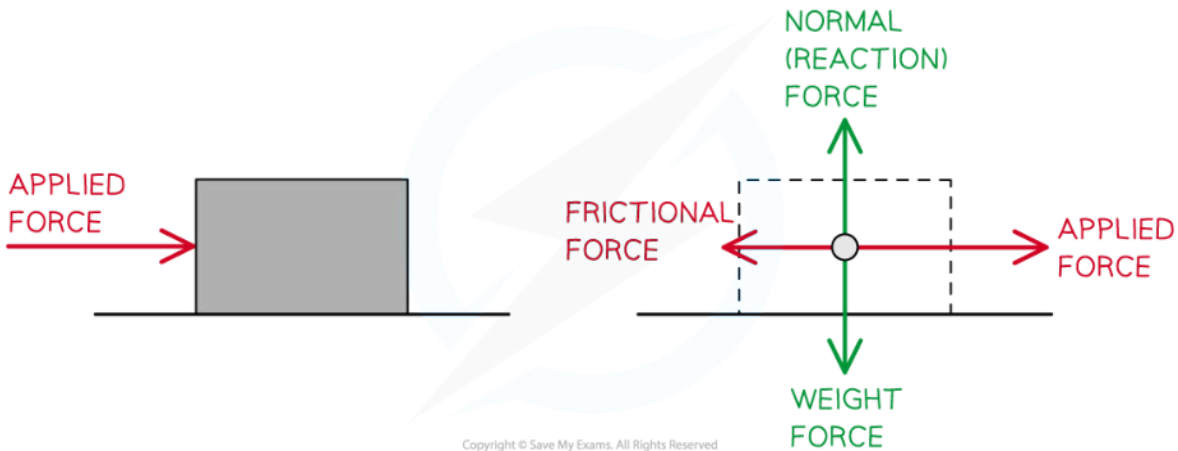 APPLIED
FORCE
NORMAL
(REACTION)
FORCE
FRICTIONAL
FORCE
APPLIED
FORCE
WEIGHT
FORCE
Copyright © Save My Exams. All Rights Reserved